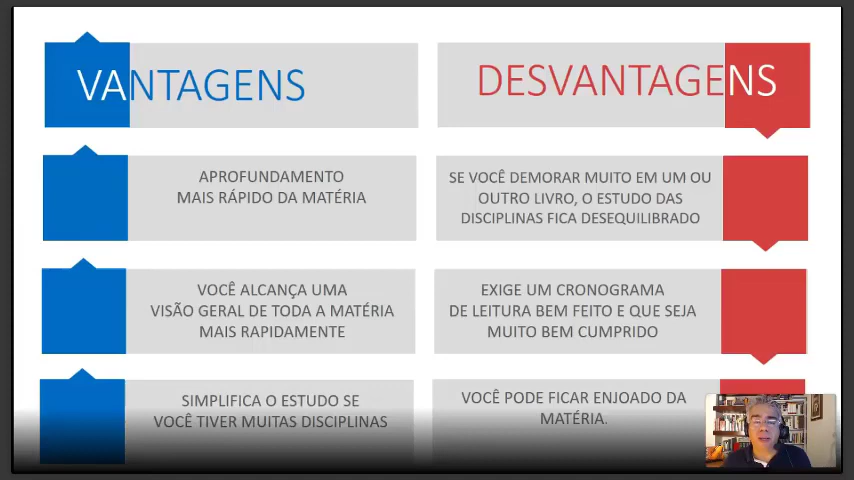 VANTAGENS
APROFUNDAMENTO
MAIS RÁPIDO DA MATÉRIA
VOCÊ ALCANÇA UMA
VISÃO GERAL DE TODA A MATÉRIA
MAIS RAPIDAMENTE
SIMPLIFICA O ESTUDO SE
VOCÊ TIVER MUITAS DISCIPLINAS
DESVANTAGENS
SE VOCÊ DEMORAR MUITO EM UM OU
OUTRO LIVRO, O ESTUDO DAS
DISCIPLINAS FICA DESEQUILIBRADO
EXIGE UM CRONOGRAMA
DE LEITURA BEM FEITO E QUE SEJA
MUITO BEM CUMPRIDO
VOCÊ PODE FICAR ENJOADO DA
MATÉRIA.